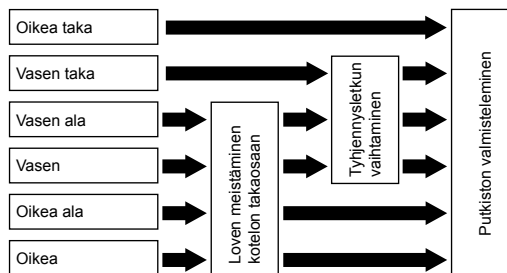 Oikea taka
Vasen taka
Vasen ala
Vasen
Oikea ala
Oikea
Loven meistäminen
kotelon takaosaan
Tyhjennysletkun
vaihtaminen
Putkiston valmisteleminen